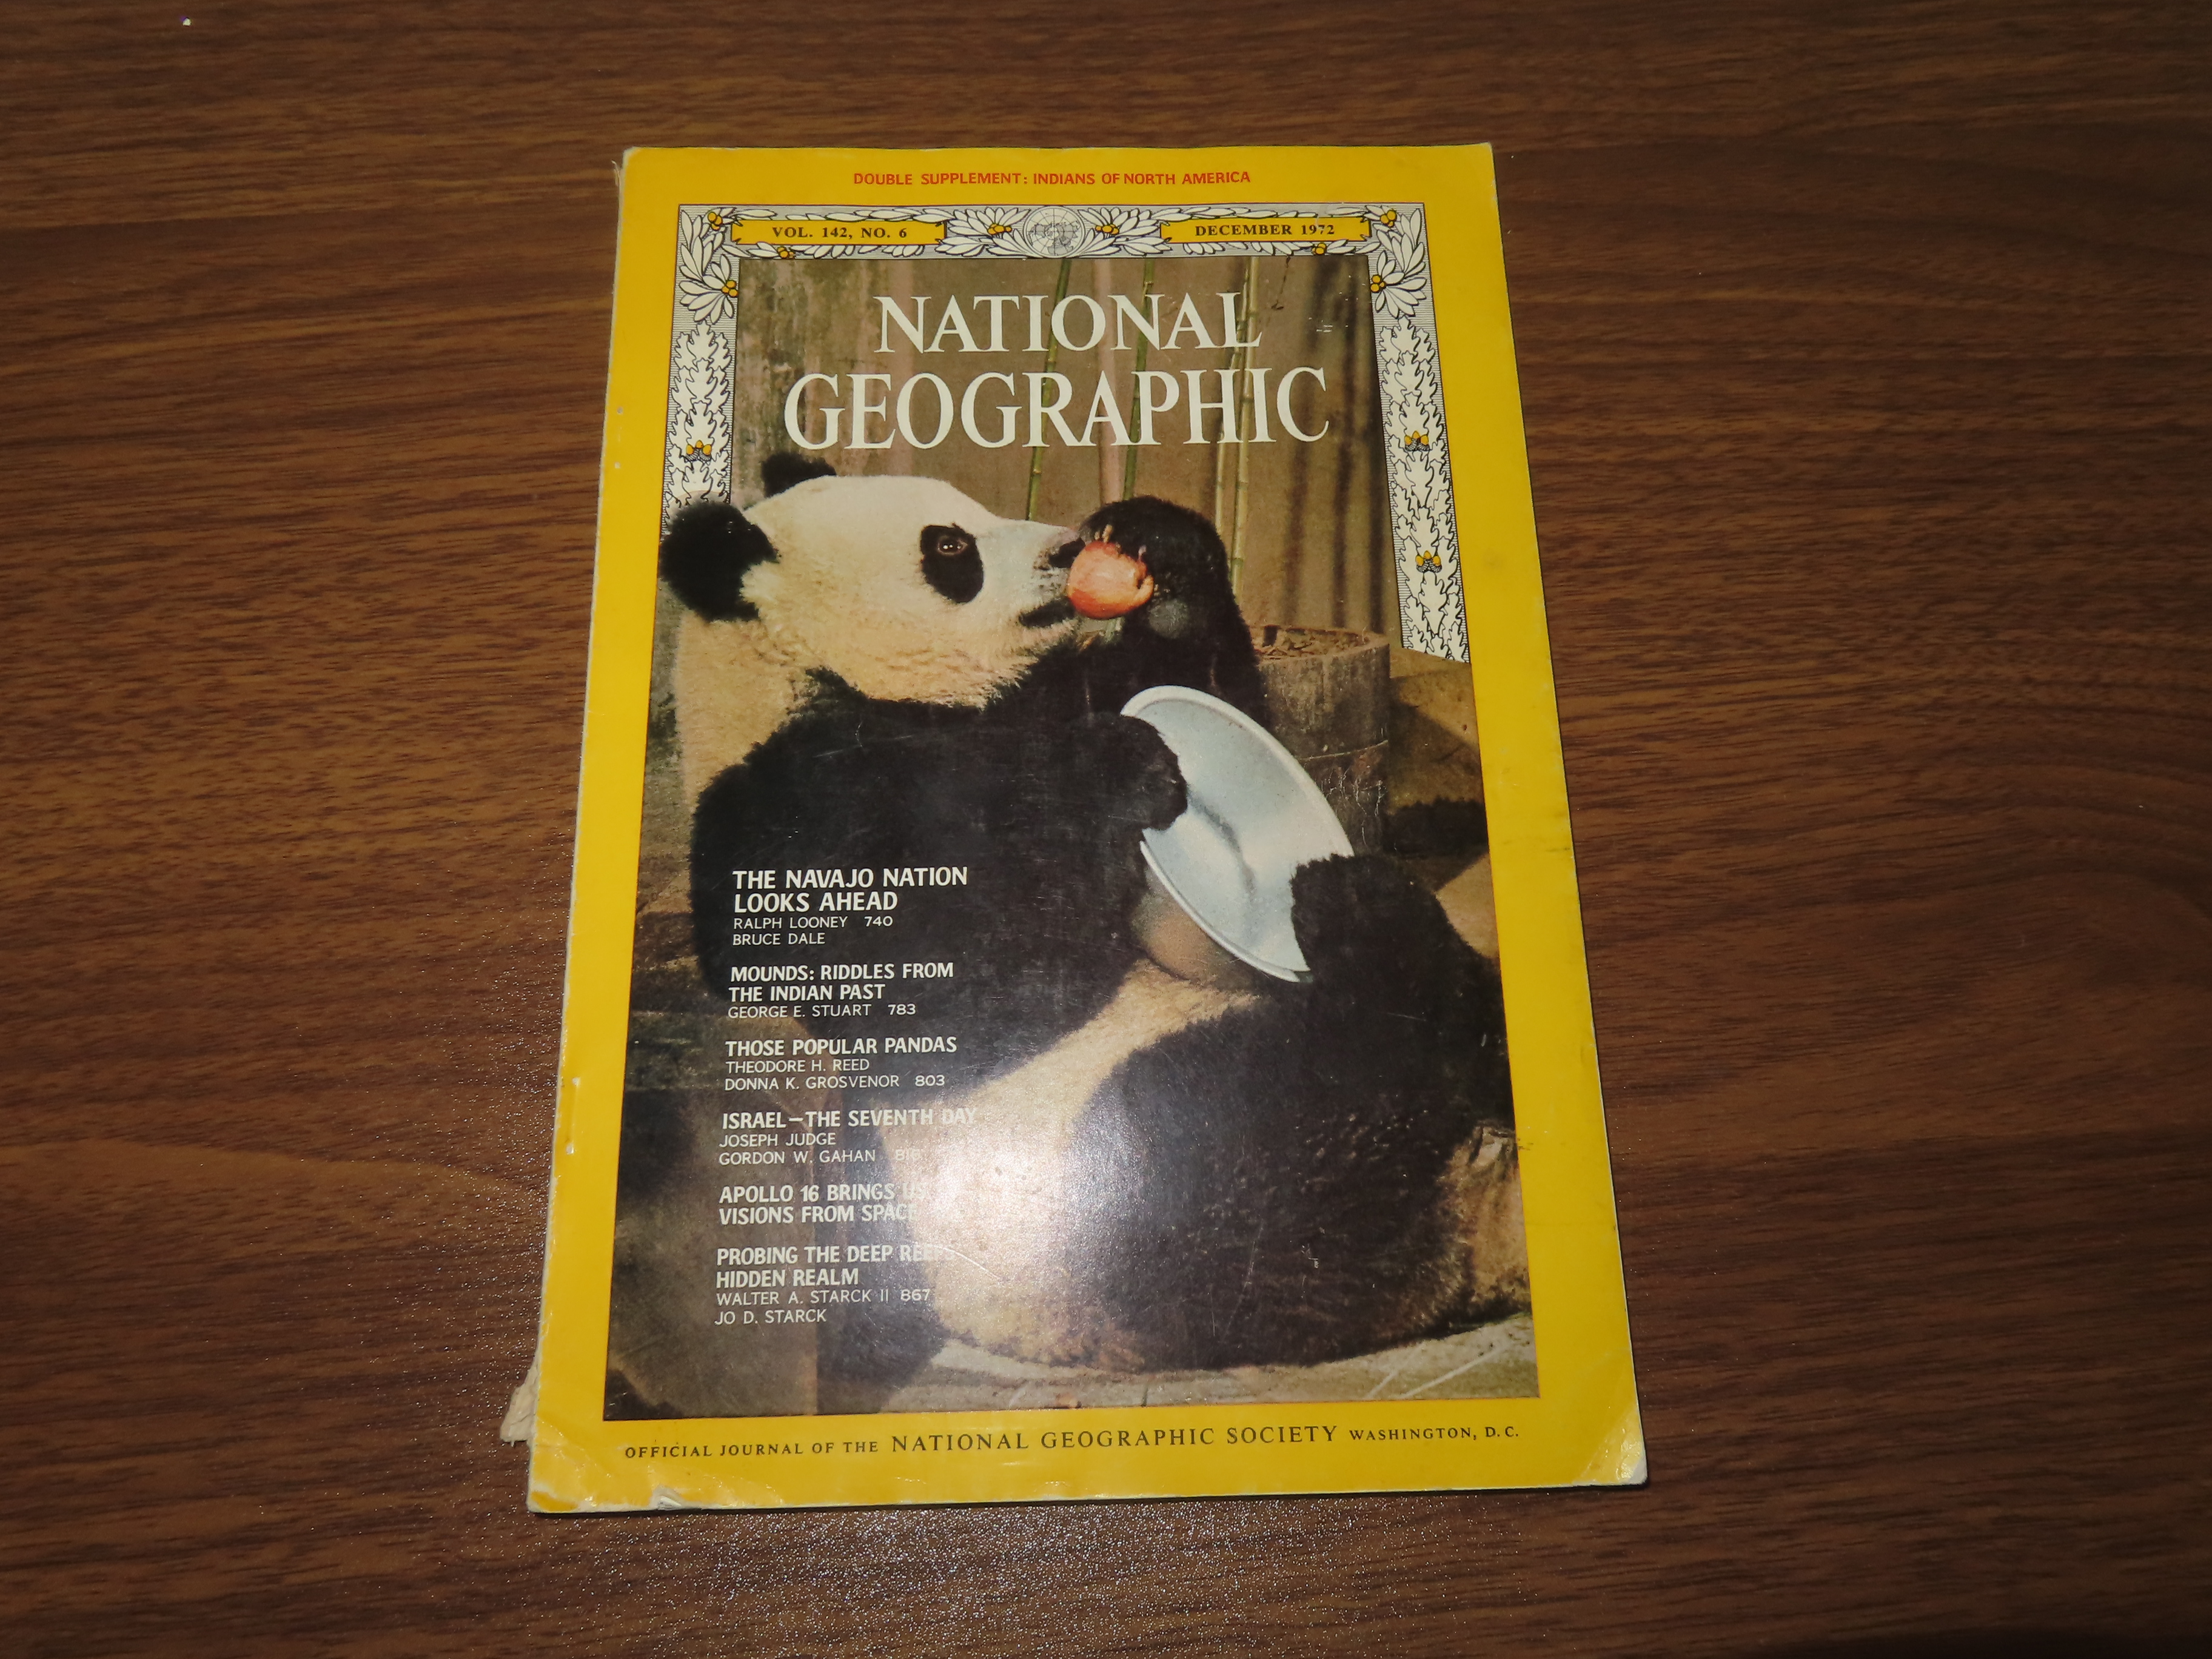 DOUBLE SUPPLEMENT: INDIANS OF NORTH AMERICA
VOL. 142, NO. 6
DECEMBER 1972
NATIONAL
GEOGRAPHIC
THE NAVAJO NATION
LOOKS AHEAD
RALPH LOONEY 740
BRUCE DALE
MOUNDS: RIDDLES FROM
THE INDIAN PAST
GEORGE E. STUART 783
THOSE POPULAR PANDAS
THEODORE H. REED
DONNA K. GROSVENOR 803
ISRAEL—THE SEVENTH DAY
JOSEPH JUDGE
GORDON W. GAHAN
APOLLO 16 BRINGS US
VISIONS FROM SPACE
PROBING THE DEEP
HIDDEN REALM
WALTER A. STARCK II 867
JO D. STARCK
OFFICIAL JOURNAL OF THE NATIONAL GEOGRAPHIC SOCIETY WASHINGTON, D.C.